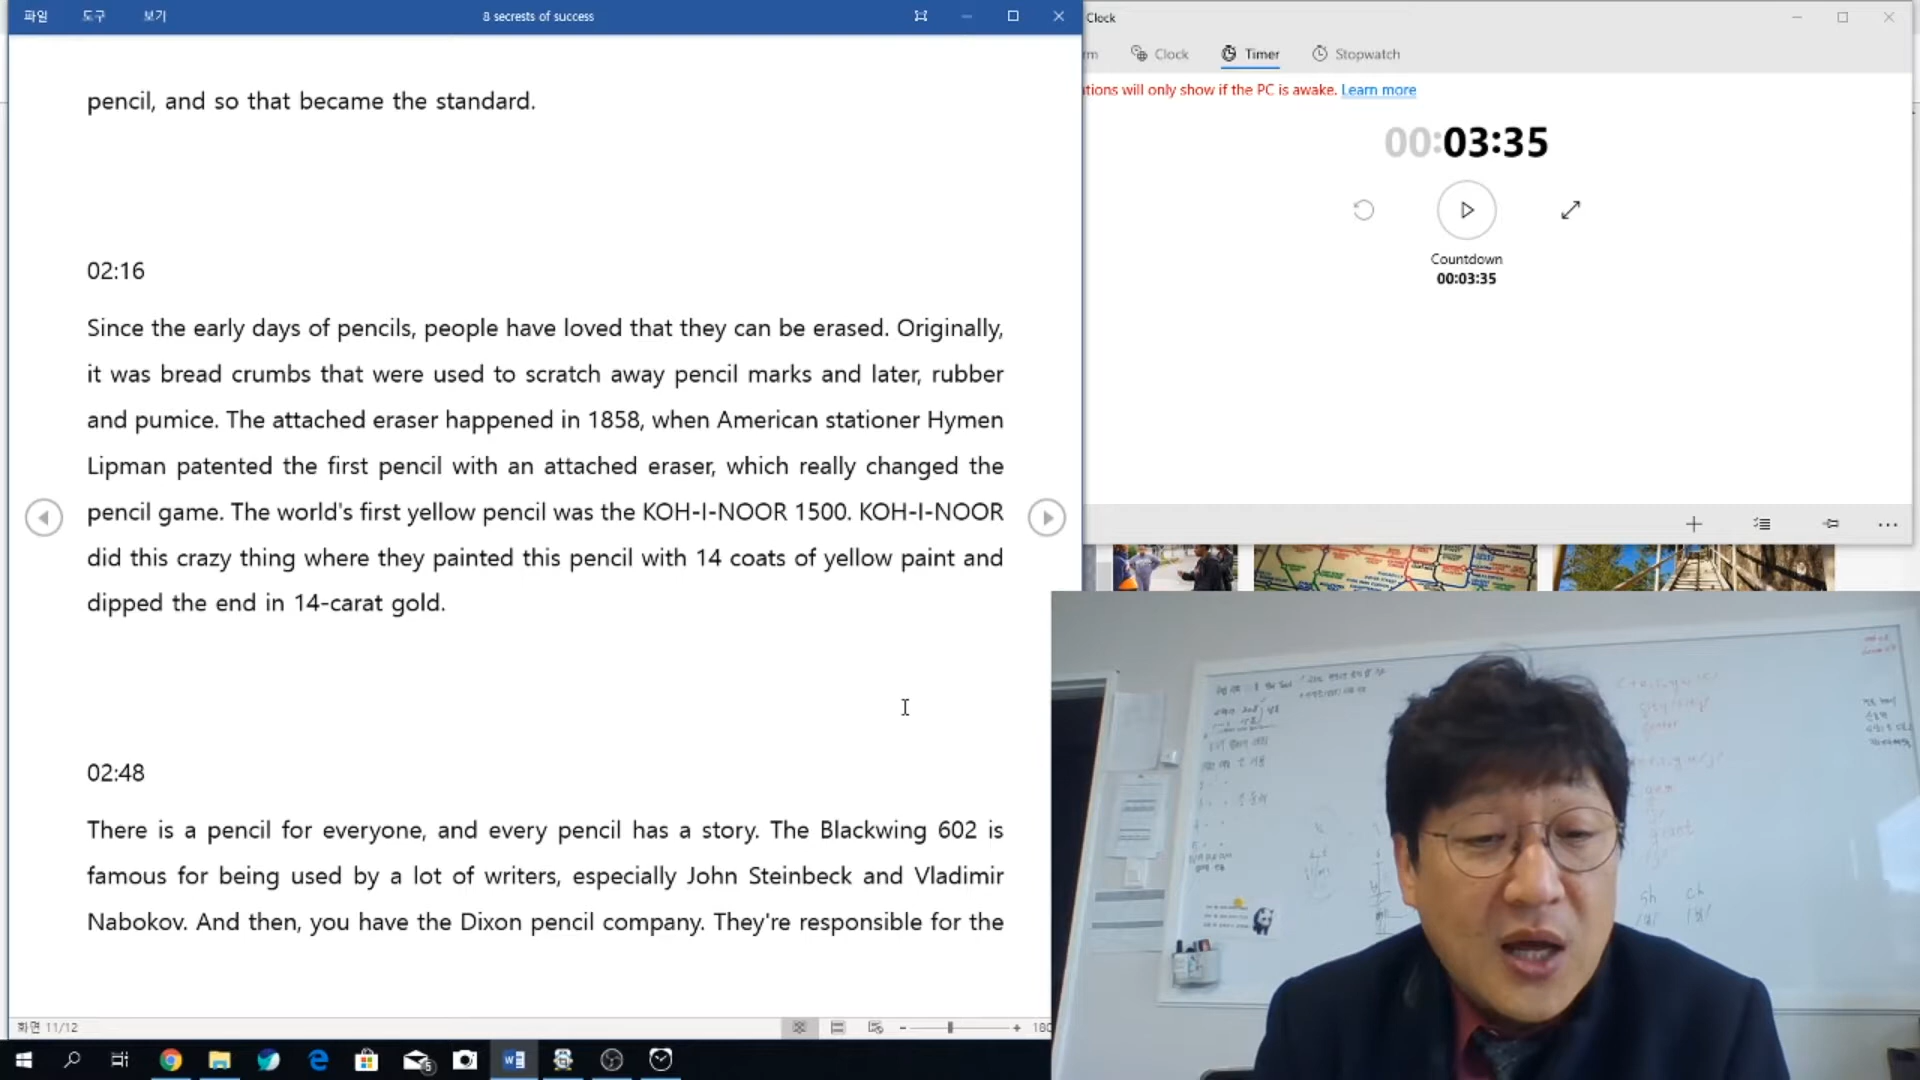 파일 도구 보기 8 secrests of success
pencil, and so that became the standard.
02:16
Since the early days of pencils, people have loved that they can be erased. Originally,
it was bread crumbs that were used to scratch away pencil marks and later, rubber
and pumice. The attached eraser happened in 1858, when American stationer Hymen
Lipman patented the first pencil with an attached eraser, which really changed the
pencil game. The world's first yellow pencil was the KOH-I-NOOR 1500. KOH-I-NOOR
did this crazy thing where they painted this pencil with 14 coats of yellow paint and
dipped the end in 14-carat gold.
02:48
There is a pencil for everyone, and every pencil has a story. The Blackwing 602 is
famous for being used by a lot of writers, especially John Steinbeck and Vladimir
Nabokov. And then, you have the Dixon pencil company. They're responsible for the
화면 11/12
180
Clock
rm Clock Timer Stopwatch
tions will only show if the PC is awake. Learn more
00:03:35
Countdown
00:03:35
sh ch
5